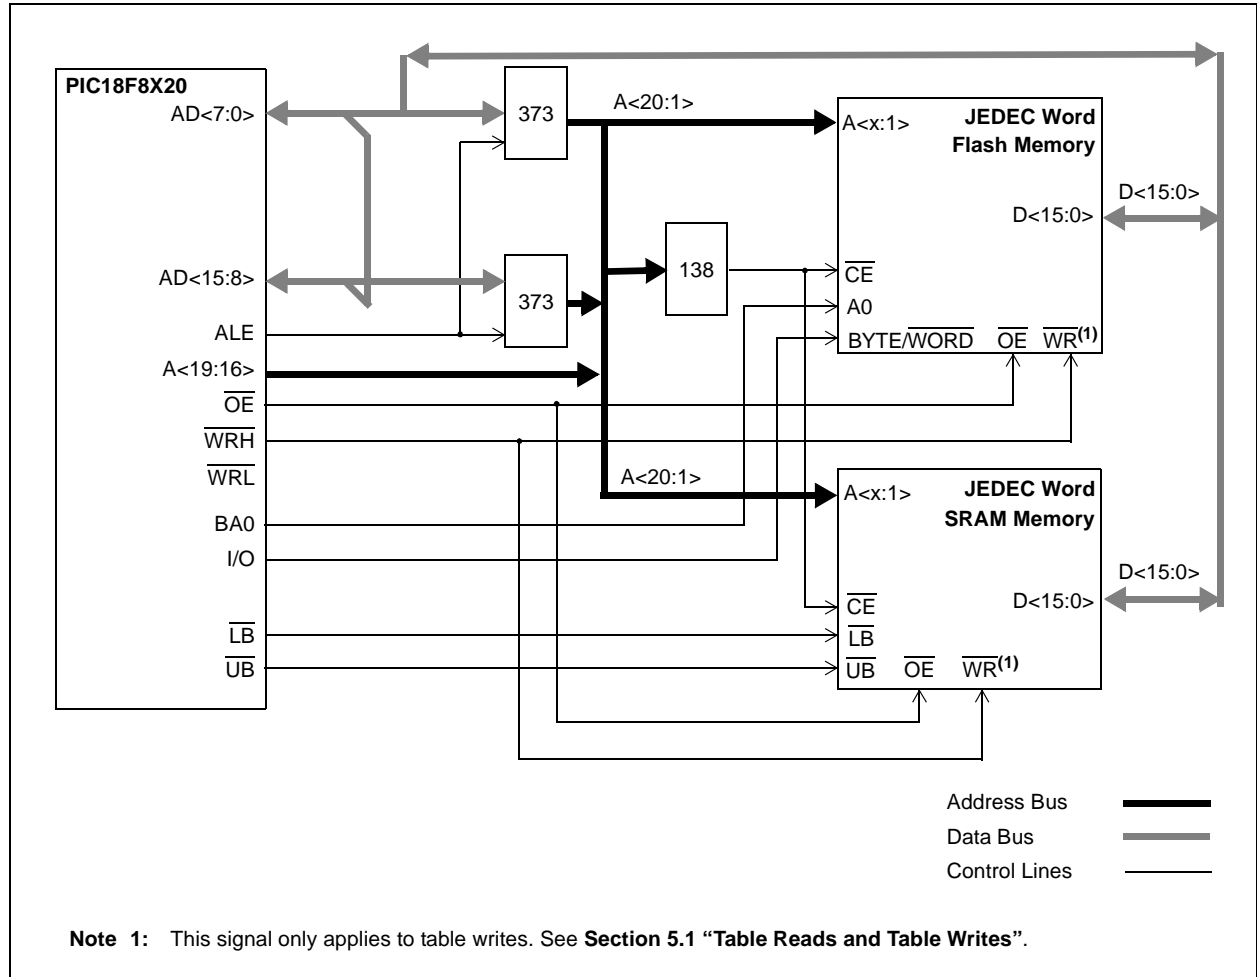 PIC18F8X20
AD<7:0>
373
A<20:1>
A<x:1>
JEDEC Word
Flash Memory
D<15:0>
D<15:0>
138
AD<15:8>
373
CE
A0
BYTE/WORD OE WR(1)
ALE
A<19:16>
OE
WRH
WRL
BA0
I/O
LB
UB
A<20:1>
A<x:1>
JEDEC Word
SRAM Memory
D<15:0>
D<15:0>
CE
LB
UB OE WR(1)
Address Bus
Data Bus
Control Lines
Note 1: This signal only applies to table writes. See Section 5.1 “Table Reads and Table Writes”.